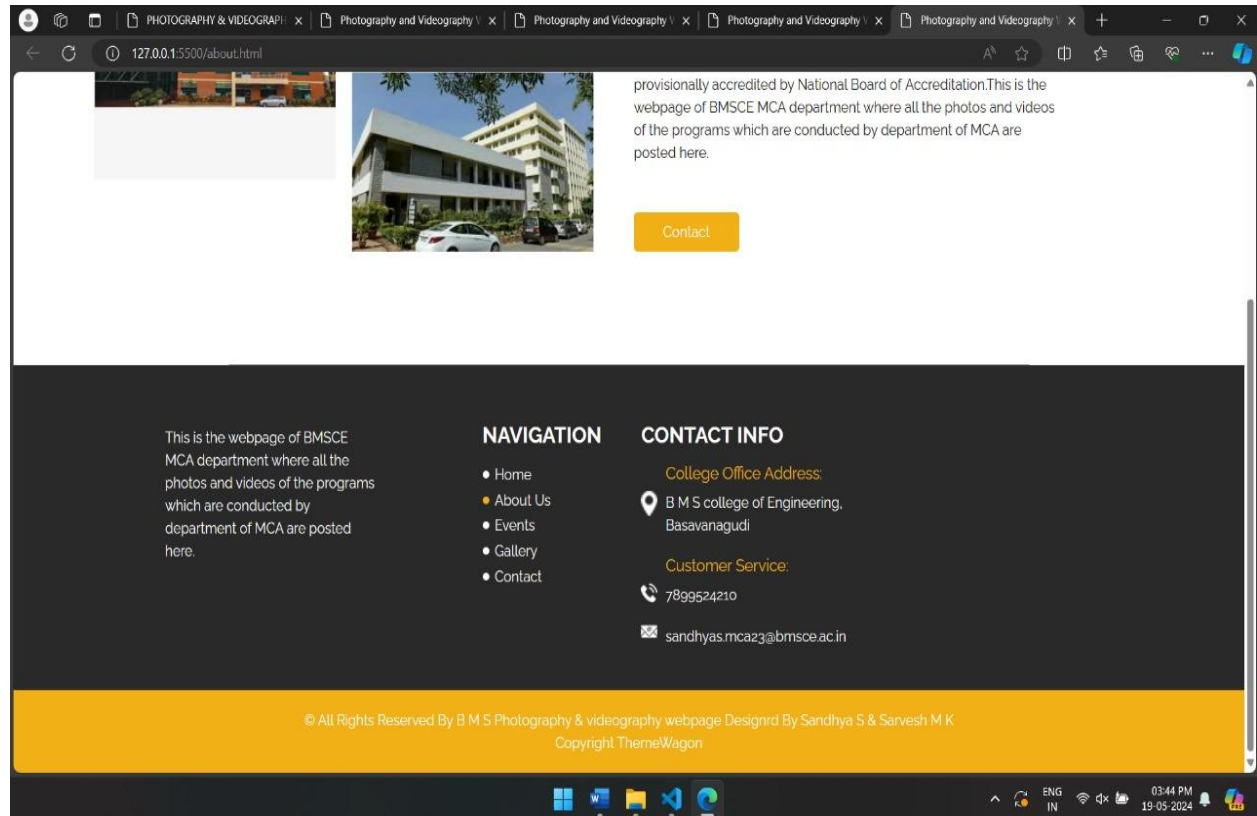 PHOTOGRAPHY & VIDEOGRAPH
Photography and Videography
Photography and Videography
Photography and Videography
Photography and Videography
127.0.0.1:5500/about.html
provisionally accredited by National Board of Accreditation.This is the
webpage of BMSCE MCA department where all the photos and videos
of the programs which are conducted by department of MCA are
posted here.
Contact
This is the webpage of BMSCE
MCA department where all the
photos and videos of the programs
which are conducted by
department of MCA are posted
here.
NAVIGATION
Home
About Us
Events
Gallery
Contact
CONTACT INFO
College Office Address:
B M S college of Engineering,
Basavanagudi
Customer Service:
7899524210
sandhyas.mca23@bmsce.ac.in
© All Rights Reserved By B M S Photography & videography webpage Designrd By Sandhya S & Sarvesh M K
Copyright ThemeWagon
ENG
IN
03:44 PM
19-05-2024